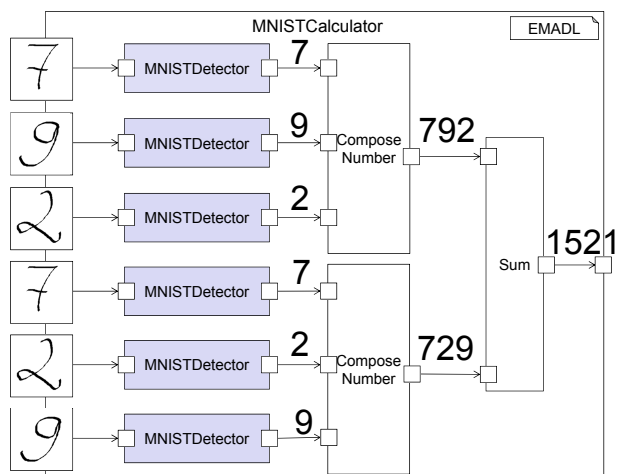 MNISTCalculator
EMADL
7
MNISTDetector
7
9
MNISTDetector
9
Compose
Number
792
2
MNISTDetector
2
1521
Sum
7
MNISTDetector
7
2
MNISTDetector
2
Compose
Number
729
9
MNISTDetector
9